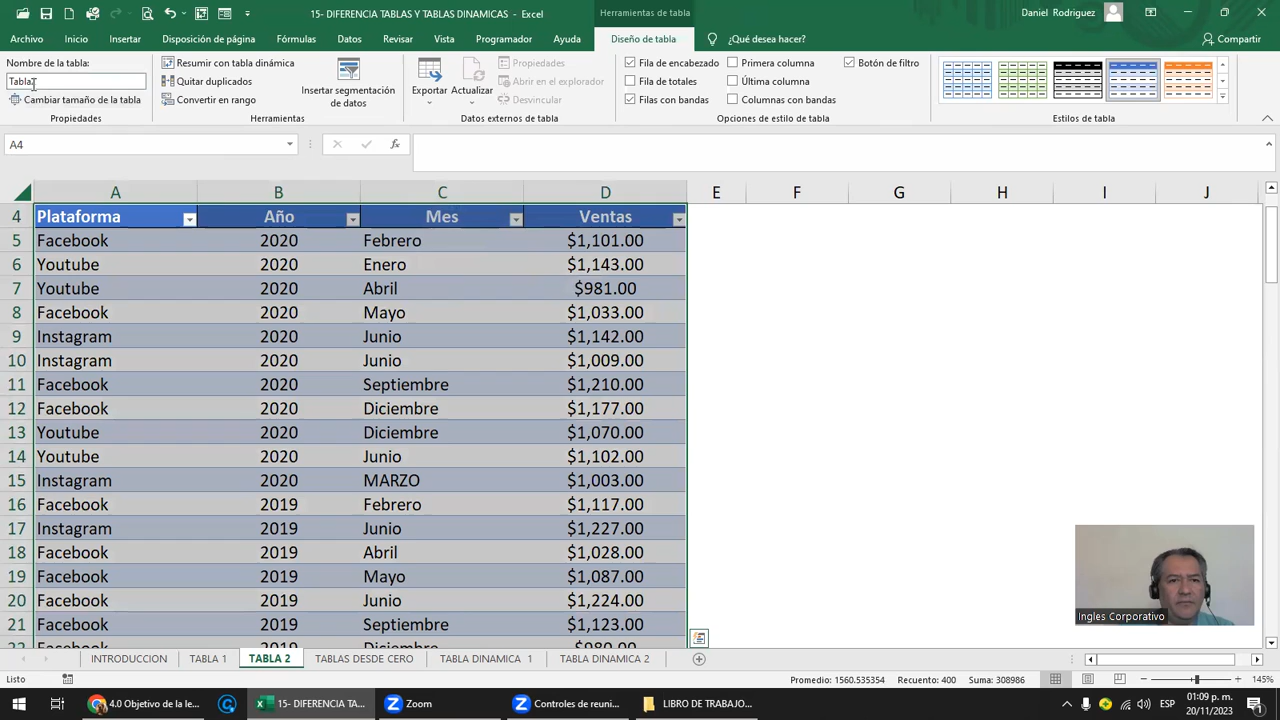 15- DIFERENCIA TABLAS Y TABLAS DINAMICAS - Excel
Herramientas de tabla
Daniel Rodriguez
Archivo Inicio Insertar Disposición de página Fórmulas Datos Revisar Vista Programador Ayuda Diseño de tabla ¿Qué desea hacer? Compartir
Nombre de la tabla:
Cambiar tamaño de la tabla
Propiedades
Resumir con tabla dinámica
Quitar duplicados
Convertir en rango
Herramientas
Insertar segmentación
de datos
Exportar
Actualizar
Propiedades
Abrir en el explorador
Desvincular
Datos externos de tabla
Fila de encabezado Primera columna Botón de filtro
Fila de totales Última columna
Filas con bandas Columnas con bandas
Opciones de estilo de tabla
Estilos de tabla
A4
A B C D E F G H I J
4 Plataforma Año Mes Ventas
5 Facebook 2020 Febrero $1,101.00
6 Youtube 2020 Enero $1,143.00
7 Youtube 2020 Abril $981.00
8 Facebook 2020 Mayo $1,033.00
9 Instagram 2020 Junio $1,142.00
10 Instagram 2020 Junio $1,009.00
11 Facebook 2020 Septiembre $1,210.00
12 Facebook 2020 Diciembre $1,177.00
13 Youtube 2020 Diciembre $1,070.00
14 Youtube 2020 Junio $1,102.00
15 Instagram 2020 MARZO $1,003.00
16 Facebook 2019 Febrero $1,117.00
17 Instagram 2019 Junio $1,227.00
18 Facebook 2019 Abril $1,028.00
19 Facebook 2019 Mayo $1,087.00
20 Facebook 2019 Junio $1,224.00
21 Facebook 2019 Septiembre $1,123.00
22 Facebook 2019 Diciembre $980.00
Ingles Corporativo
INTRODUCCION TABLA 1 TABLA 2 TABLAS DESDE CERO TABLA DINAMICA 1 TABLA DINAMICA 2
Listo Promedio: 1560.535354 Recuento: 400 Suma: 308986 145%
4.0 Objetivo de la le... 15- DIFERENCIA TA... Zoom Controles de reuni... LIBRO DE TRABAJO... ESP 01:09 p. m.
20/11/2023